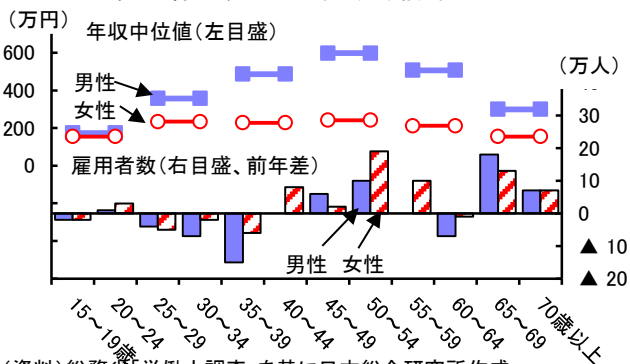 （万円）
年収中位値（左目盛）
600
（万人）
男性
400
女性
30
200
20
0
雇用者数（右目盛、前年差）
10
0
男性 女性
▲ 10
▲ 20
15～19歳
20～24
25～29
30～34
35～39
40～44
45～49
50～54
55～59
60～64
65～69
70歳以上